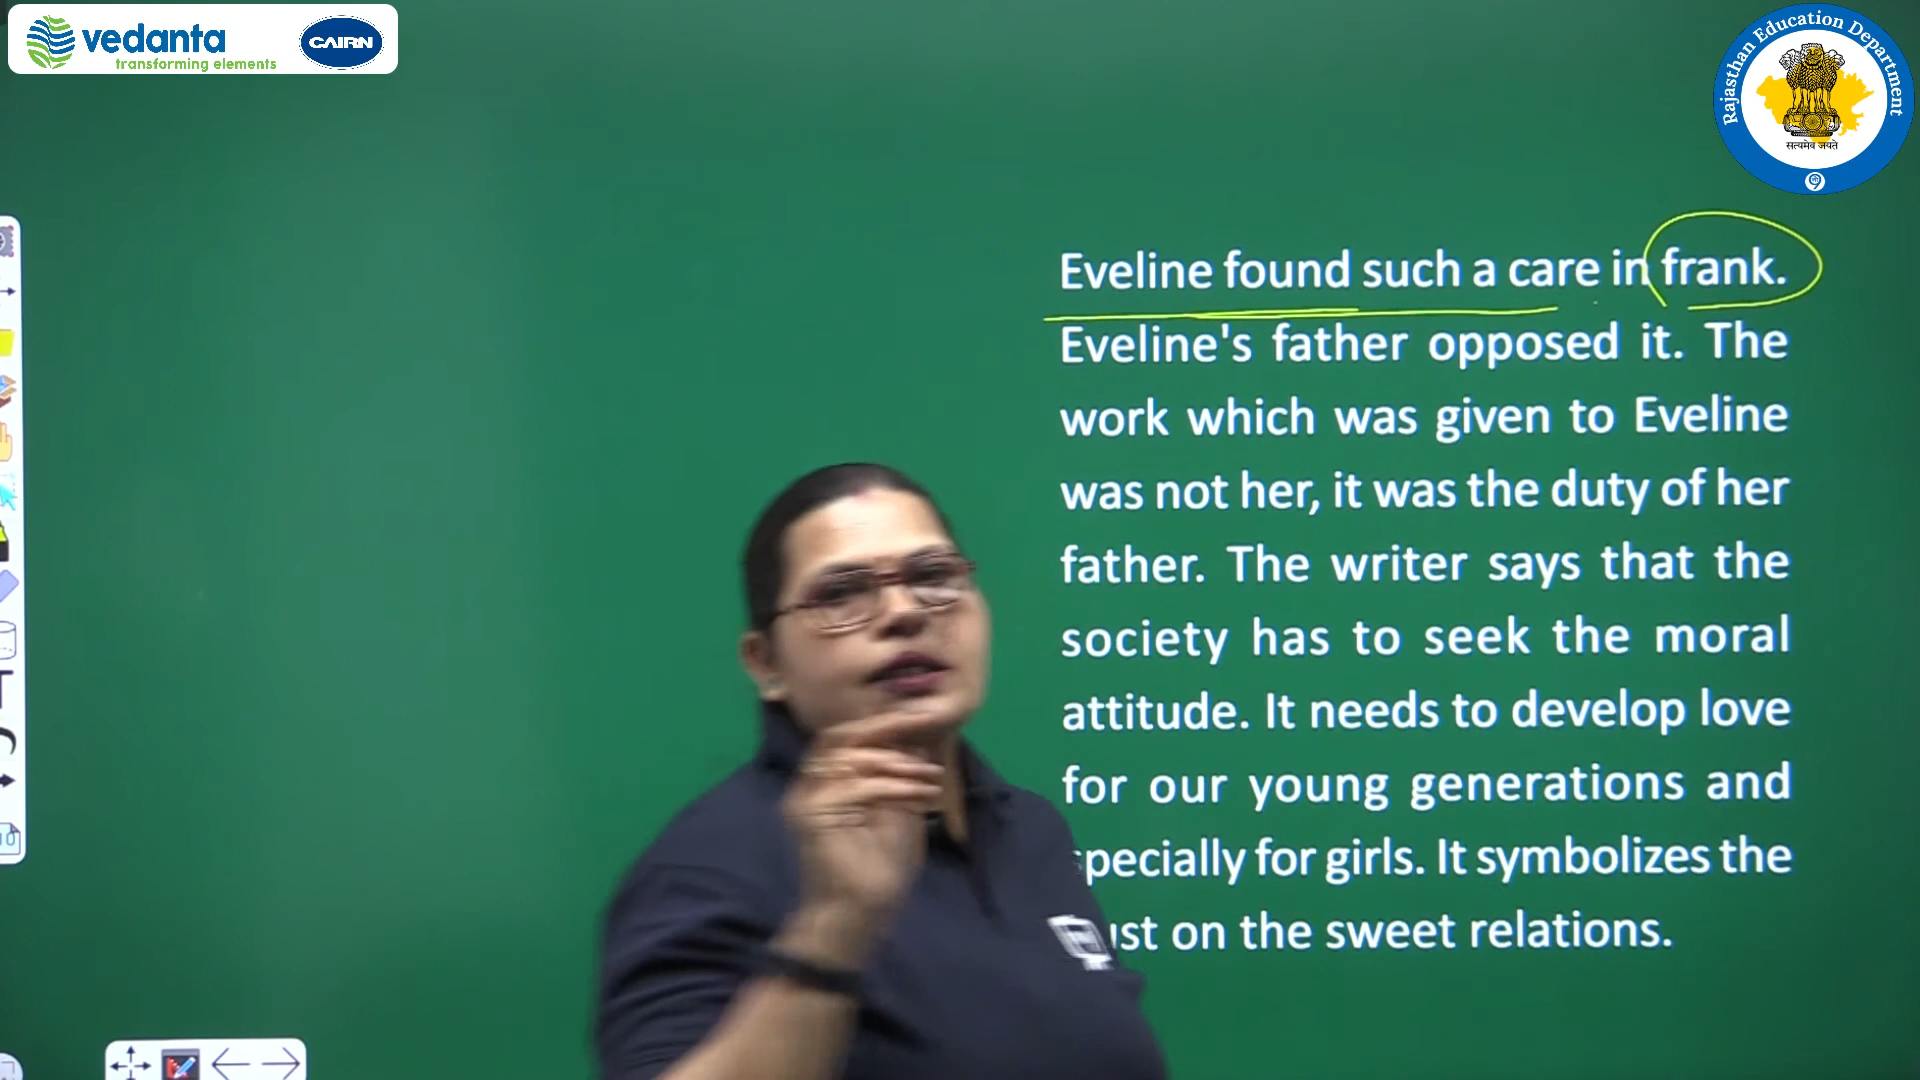 vedanta
transforming elements
CAIRN
Rajasthan Education Department
सत्यमेव जयते
Eveline found such a care in frank.
Eveline's father opposed it. The
work which was given to Eveline
was not her, it was the duty of her
father. The writer says that the
society has to seek the moral
attitude. It needs to develop love
for our young generations and
for girls. It symbolizes the
on the sweet relations.